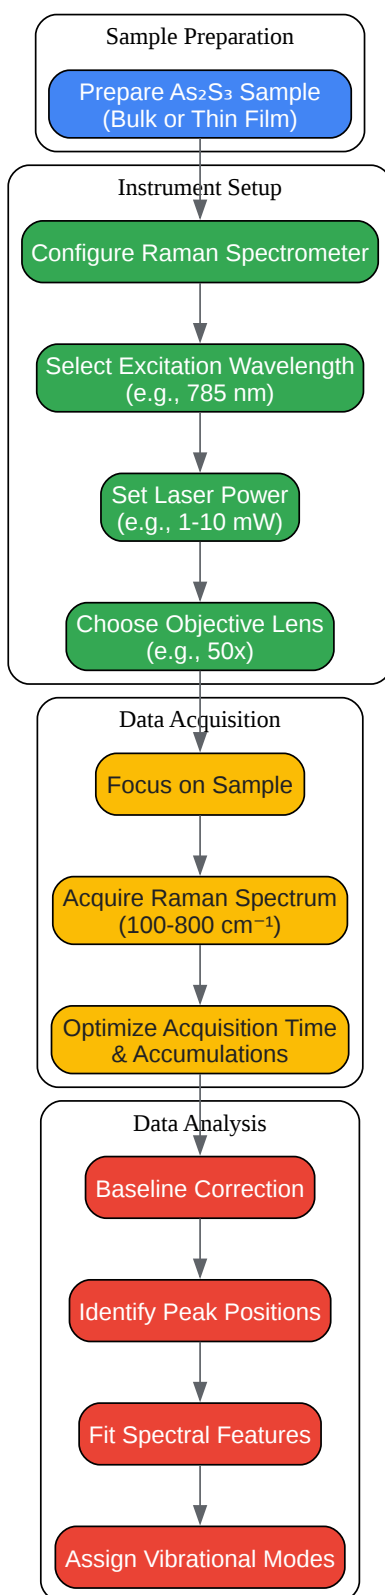 Sample Preparation
Prepare As₂S₃ Sample
(Bulk or Thin Film)
Instrument Setup
Configure Raman Spectrometer
Select Excitation Wavelength
(e.g., 785 nm)
Set Laser Power
(e.g., 1-10 mW)
Choose Objective Lens
(e.g., 50x)
Data Acquisition
Focus on Sample
Acquire Raman Spectrum
(100-800 cm⁻¹)
Optimize Acquisition Time
& Accumulations
Data Analysis
Baseline Correction
Identify Peak Positions
Fit Spectral Features
Assign Vibrational Modes